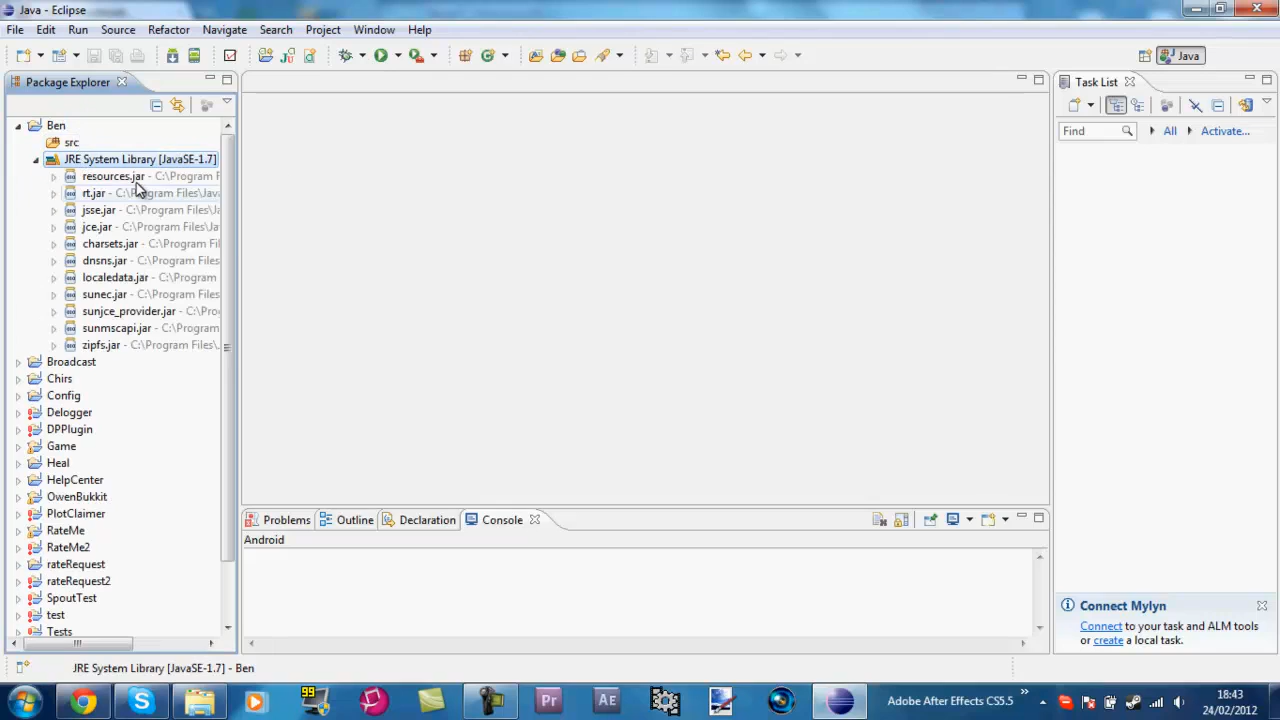 Java - Eclipse
File Edit Run Source Refactor Navigate Search Project Window Help
Java
Package Explorer
Task List
Ben
src
JRE System Library [JavaSE-1.7]
resources.jar - C:\Program F
rt.jar - C:\Program Files\Java
jsse.jar - C:\Program Files\Ja
jce.jar - C:\Program Files\Ja
charsets.jar - C:\Program Fil
dnsns.jar - C:\Program Files
localedata.jar - C:\Program
sunec.jar - C:\Program Files
sunjce_provider.jar - C:\Pro
sunmscapi.jar - C:\Program
zipfs.jar - C:\Program Files\
Broadcast
Chirs
Config
Delogger
DPPlugin
Game
Heal
HelpCenter
OwenBukkit
PlotClaimer
RateMe
RateMe2
rateRequest
rateRequest2
SpoutTest
test
Tests
Find All Activate...
Problems Outline Declaration Console
Android
Connect Mylyn
Connect to your task and ALM tools
or create a local task.
JRE System Library [JavaSE-1.7] - Ben
99
Pr
AE
Adobe After Effects CS5.5
18:43
24/02/2012